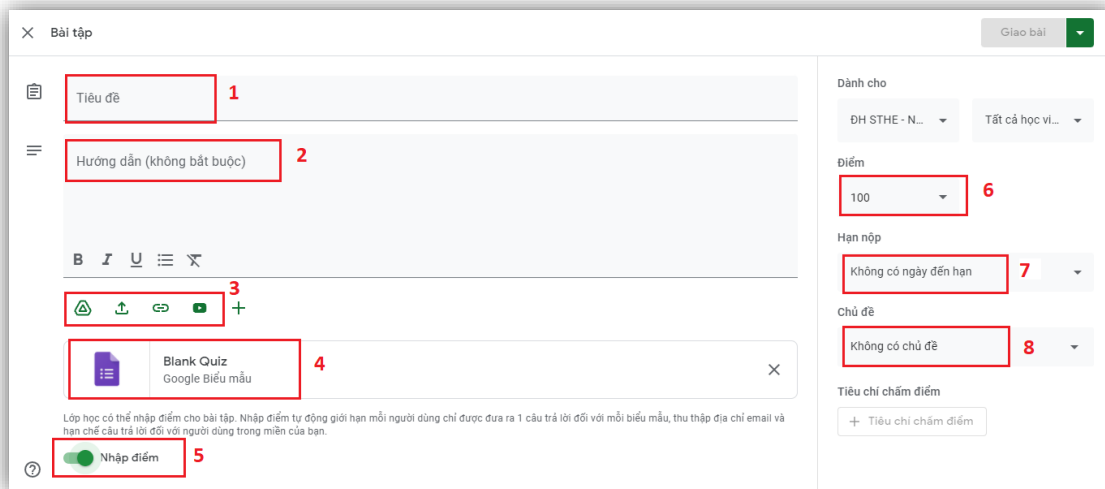 Bài tập
Giao bài
Tiêu đề
1
Hướng dẫn (không bắt buộc)
2
B I U
3
Blank Quiz
Google Biểu mẫu
4
Lớp học có thể nhập điểm cho bài tập. Nhập điểm tự động giới hạn mỗi người dùng chỉ được đưa ra 1 câu trả lời đối với mỗi biểu mẫu, thu thập địa chỉ email và
hạn chế câu trả lời đối với người dùng trong miền của bạn.
Nhập điểm
5
Dành cho
ĐH STHE - N...
Tất cả học vi...
Điểm
100
6
Hạn nộp
Không có ngày đến hạn
7
Chủ đề
Không có chủ đề
8
Tiêu chí chấm điểm
+ Tiêu chí chấm điểm